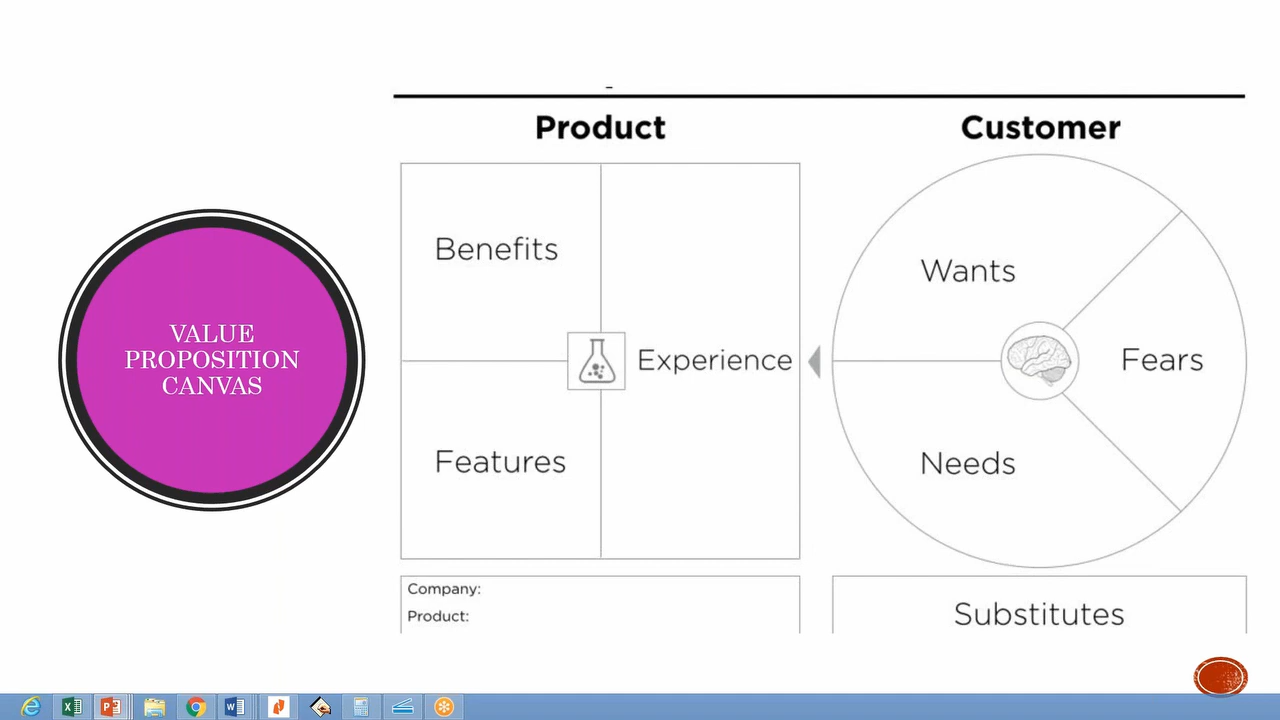 VALUE
PROPOSITION
CANVAS
Product
Benefits
Experience
Features
Company:
Product:
Customer
Wants
Fears
Needs
Substitutes